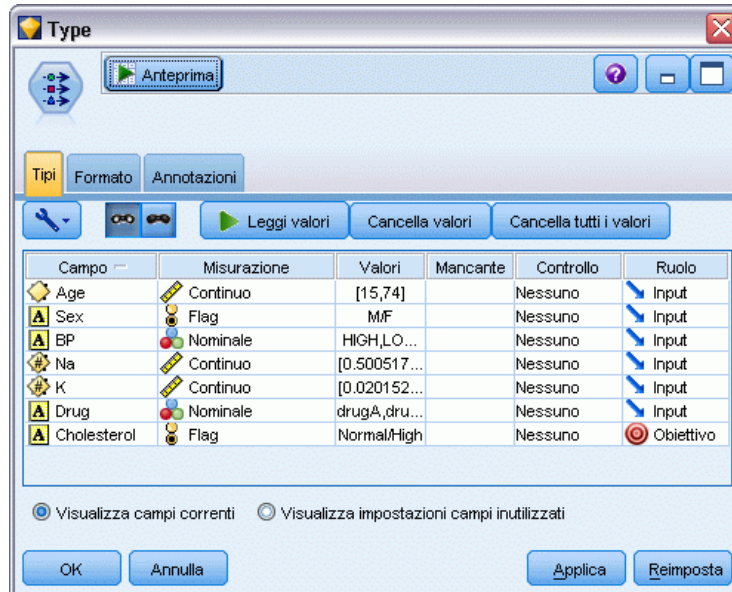 Type
Anteprima
Tipi Formato Annotazioni
Leggi valori Cancella valori Cancella tutti i valori
Campo Misurazione Valori Mancante Controllo Ruolo
Age Continuo [15,74] Nessuno Input
A Sex Flag M/F Nessuno Input
A BP Nominale HIGH,LO... Nessuno Input
# Na Continuo [0.500517... Nessuno Input
# K Continuo [0.020152... Nessuno Input
A Drug Nominale drugA,dru... Nessuno Input
A Cholesterol Flag Normal/High Nessuno Obiettivo
Visualizza campi correnti Visualizza impostazioni campi inutilizzati
OK Annulla Applica Reimposta